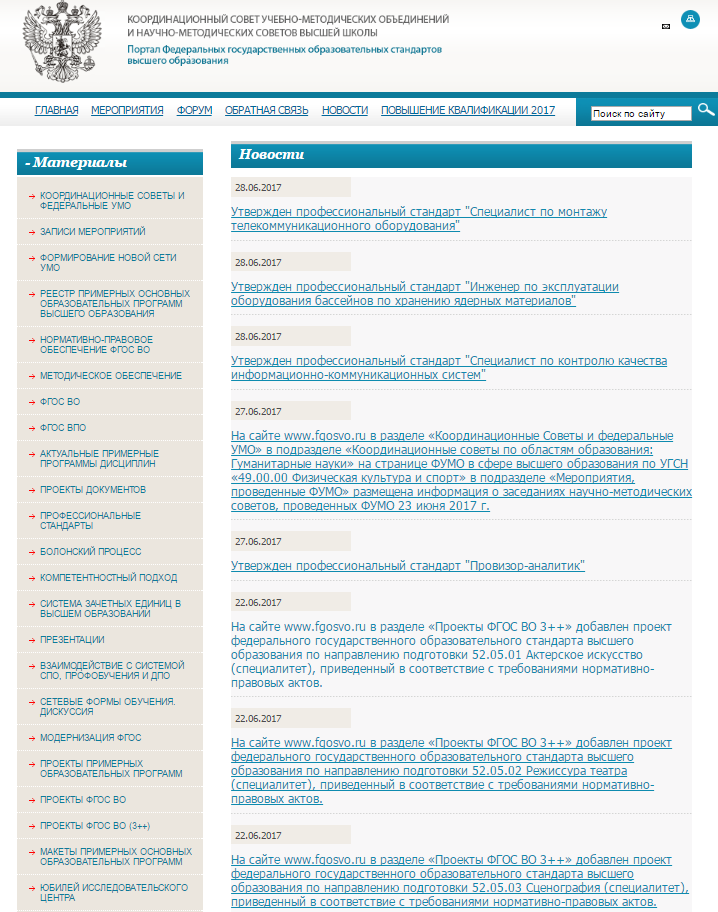 КООРДИНАЦИОННЫЙ СОВЕТ УЧЕБНО-МЕТОДИЧЕСКИХ ОБЪЕДИНЕНИЙ
И НАУЧНО-МЕТОДИЧЕСКИХ СОВЕТОВ ВЫСШЕЙ ШКОЛЫ
Портал Федеральных государственных образовательных стандартов
высшего образования
ГЛАВНАЯ МЕРОПРИЯТИЯ ФОРУМ ОБРАТНАЯ СВЯЗЬ НОВОСТИ ПОВЫШЕНИЕ КВАЛИФИКАЦИИ 2017
Поиск по сайту
- Материалы
КООРДИНАЦИОННЫЕ СОВЕТЫ И
ФЕДЕРАЛЬНЫЕ УМО
ЗАПИСИ МЕРОПРИЯТИЙ
ФОРМИРОВАНИЕ НОВОЙ СЕТИ
УМО
РЕЕСТР ПРИМЕРНЫХ ОСНОВНЫХ
ОБРАЗОВАТЕЛЬНЫХ ПРОГРАММ
ВЫСШЕГО ОБРАЗОВАНИЯ
НОРМАТИВНО-ПРАВОВОЕ
ОБЕСПЕЧЕНИЕ ФГОС ВО
МЕТОДИЧЕСКОЕ ОБЕСПЕЧЕНИЕ
ФГОС ВО
ФГОС ВПО
АКТУАЛЬНЫЕ ПРИМЕРНЫЕ
ПРОГРАММЫ ДИСЦИПЛИН
ПРОЕКТЫ ДОКУМЕНТОВ
ПРОФЕССИОНАЛЬНЫЕ
СТАНДАРТЫ
БОЛОНСКИЙ ПРОЦЕСС
КОМПЕТЕНТНОСТНЫЙ ПОДХОД
СИСТЕМА ЗАЧЕТНЫХ ЕДИНИЦ В
ВЫСШЕМ ОБРАЗОВАНИИ
ПРЕЗЕНТАЦИИ
ВЗАИМОДЕЙСТВИЕ С СИСТЕМОЙ
СПО, ПРОФОБУЧЕНИЯ И ДПО
СЕТЕВЫЕ ФОРМЫ ОБУЧЕНИЯ.
ДИСКУССИЯ
МОДЕРНИЗАЦИЯ ФГОС
ПРОЕКТЫ ПРИМЕРНЫХ
ОБРАЗОВАТЕЛЬНЫХ ПРОГРАММ
ПРОЕКТЫ ФГОС ВО
ПРОЕКТЫ ФГОС ВО (3++)
МАКЕТЫ ПРИМЕРНЫХ ОСНОВНЫХ
ОБРАЗОВАТЕЛЬНЫХ ПРОГРАММ
ЮБИЛЕЙ ИССЛЕДОВАТЕЛЬСКОГО
ЦЕНТРА
Новости
28.06.2017
Утвержден профессиональный стандарт "Специалист по монтажу
телекоммуникационного оборудования"
28.06.2017
Утвержден профессиональный стандарт "Инженер по эксплуатации
оборудования бассейнов по хранению ядерных материалов"
28.06.2017
Утвержден профессиональный стандарт "Специалист по контролю качества
информационно-коммуникационных систем"
27.06.2017
На сайте www.fgosvo.ru в разделе «Координационные Советы и федеральные
УМО» в подразделе «Координационные советы по областям образования:
Гуманитарные науки» на странице ФУМО в сфере высшего образования по УГСН
«49.00.00 Физическая культура и спорт» в подразделе «Мероприятия,
проведенные ФУМО» размещена информация о заседаниях научно-методических
советов, проведенных ФУМО 23 июня 2017 г.
27.06.2017
Утвержден профессиональный стандарт "Провизор-аналитик"
22.06.2017
На сайте www.fgosvo.ru в разделе «Проекты ФГОС ВО 3++» добавлен проект
федерального государственного образовательного стандарта высшего
образования по направлению подготовки 52.05.01 Актерское искусство
(специалитет), приведенный в соответствие с требованиями нормативно-
правовых актов.
22.06.2017
На сайте www.fgosvo.ru в разделе «Проекты ФГОС ВО 3++» добавлен проект
федерального государственного образовательного стандарта высшего
образования по направлению подготовки 52.05.02 Режиссура театра
(специалитет), приведенный в соответствие с требованиями нормативно-
правовых актов.
22.06.2017
На сайте www.fgosvo.ru в разделе «Проекты ФГОС ВО 3++» добавлен проект
федерального государственного образовательного стандарта высшего
образования по направлению подготовки 52.05.03 Сценография (специалитет),
приведенный в соответствие с требованиями нормативно-правовых актов.